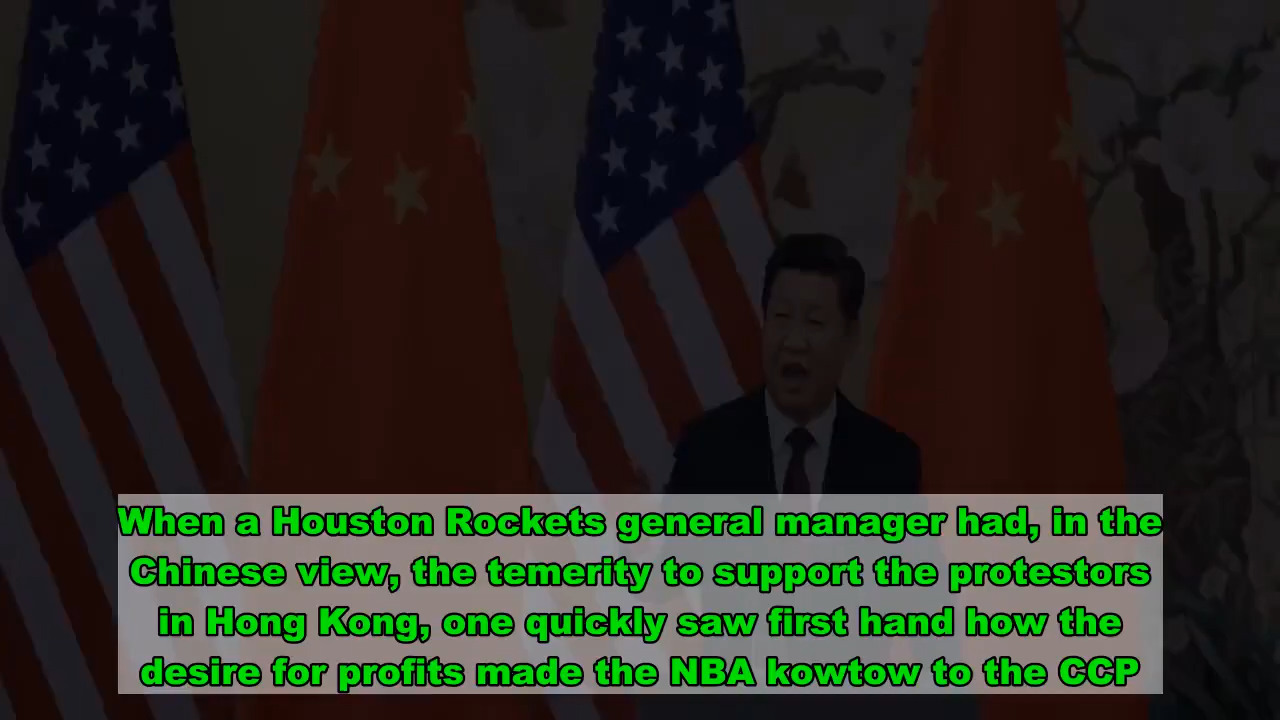 When a Houston Rockets general manager had, in the
Chinese view, the temerity to support the protestors
in Hong Kong, one quickly saw first hand how the
desire for profits made the NBA kowtow to the CCP